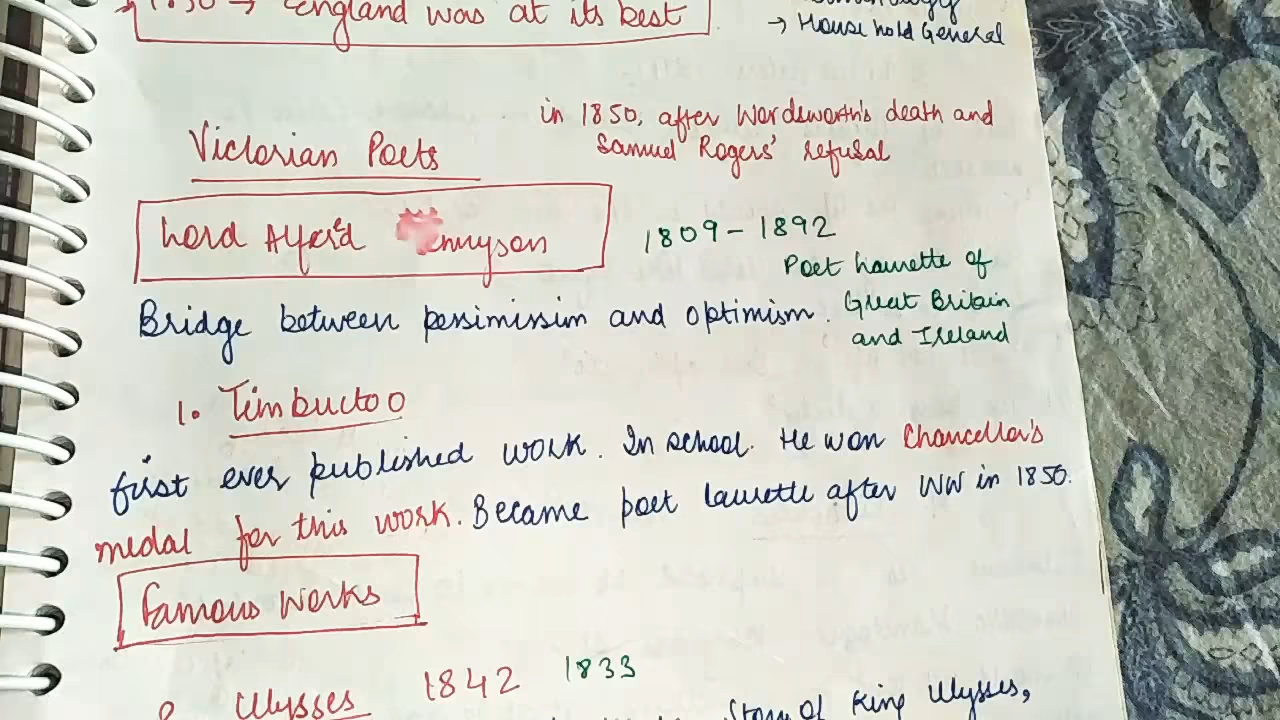 1850 → England was at its best
→ House hold General
in 1850, after Wordsworth's death and
Samuel Rogers' refusal
Victorian Poets
Lord Alfred Tennyson
1809 - 1892
Poet laurette of
Great Britain
and Ireland
Bridge between pessimissim and optimism.
1. Timbuctoo
first ever published work. In school. He won Chancellor's
medal for this work. Became poet laurette after WW in 1850.
Famous Works
Ulysses 1842 1833
Story of King Ulysses,